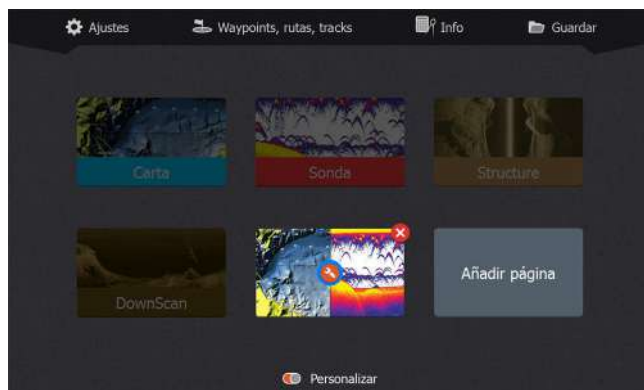 Ajustes
Waypoints, rutas, tracks
Info
Guardar
Carta
Sonda
Structure
DownScan
Añadir página
Personalizar